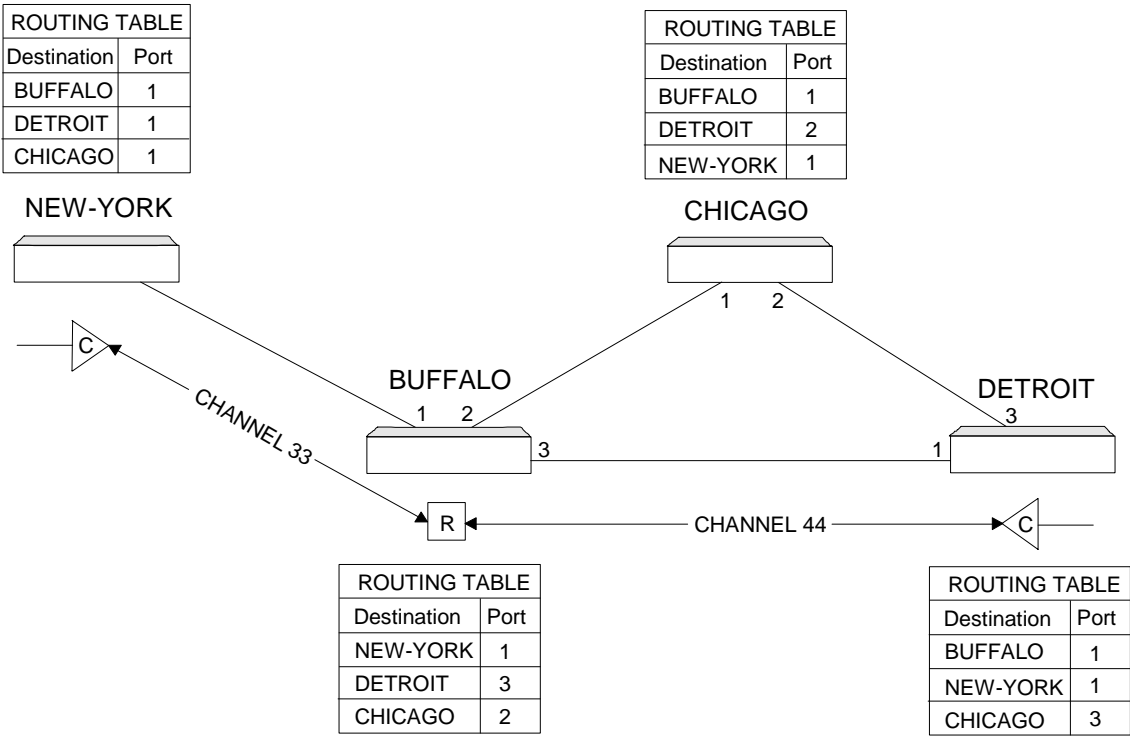 ROUTING TABLE
Destination Port
BUFFALO 1
DETROIT 1
CHICAGO 1
ROUTING TABLE
Destination Port
BUFFALO 1
DETROIT 2
NEW-YORK 1
NEW-YORK
CHICAGO
1 2
C
CHANNEL 33
BUFFALO
1 2
3
DETROIT
3
1
R
CHANNEL 44
C
ROUTING TABLE
Destination Port
NEW-YORK 1
DETROIT 3
CHICAGO 2
ROUTING TABLE
Destination Port
BUFFALO 1
NEW-YORK 1
CHICAGO 3